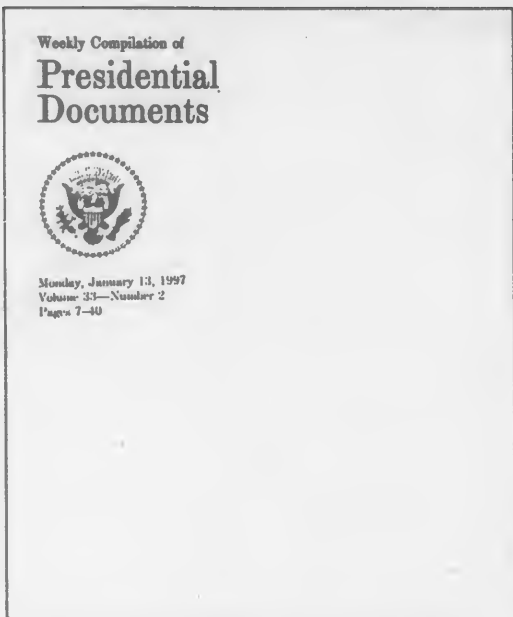 Weekly Compilation of
Presidential
Documents
Monday, January 13, 1997
Volume 33—Number 2
Pages 7–40